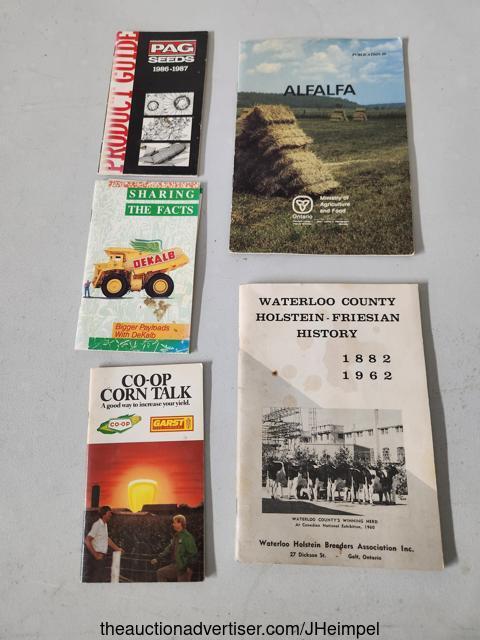 PRODUCT GUIDE
PAG
SEEDS
1986-1987
ALFALFA
Ontario
Ministry of
Agriculture
and Food
SHARING
THE FACTS
DEKALB
Bigger Payloads
With DeKalb
WATERLOO COUNTY
HOLSTEIN-FRIESIAN
HISTORY
1882
1962
WATERLOO COUNTY'S WINNING HERD
At Canadian National Exhibition, 1960
Waterloo Holstein Breeders Association Inc.
27 Dickson St. - Galt, Ontario
CO-OP
CORN TALK
A good way to increase your yield.
CO-OP
GARST
theauctionadvertiser.com/JHeimpel